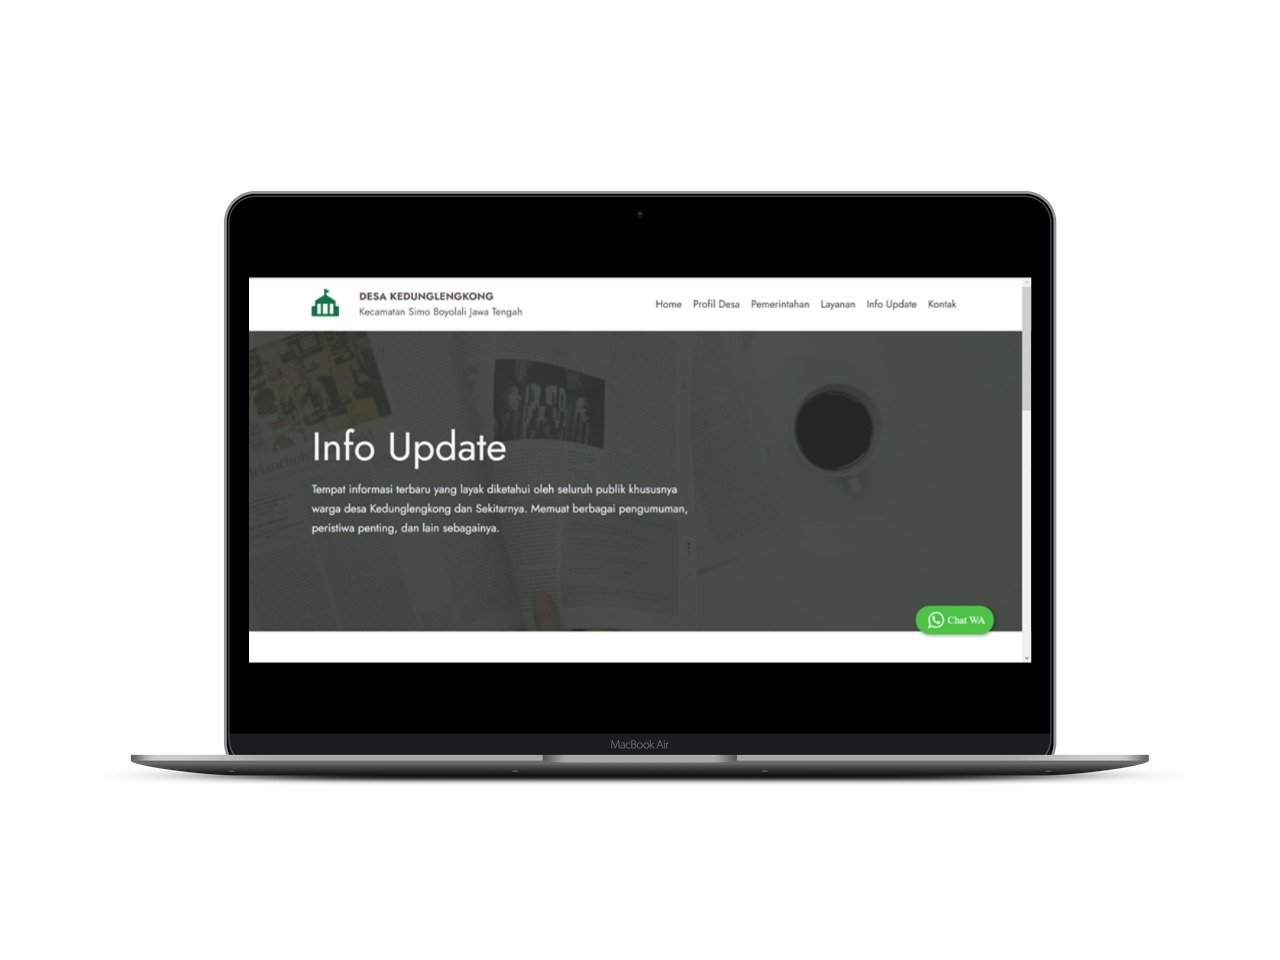 DESA KEDUNGLENGKONG
Kecamatan Simo Boyolali Jawa Tengah
Home Profil Desa Pemerintahan Layanan Info Update Kontak
Info Update
Tempat informasi terbaru yang layak diketahui oleh seluruh publik khususnya
warga desa Kedunglengkong dan Sekitarnya. Memuat berbagai pengumuman,
peristiwa penting, dan lain sebagainya.
Chat WA
MacBook Air